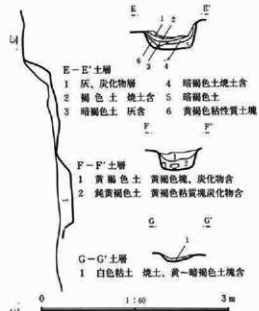 E E'
1 2
6 3 4 5
E－E'土層
1 灰、炭化物層 4 暗褐色土焼土含
2 褐色土 焼土含 5 暗褐色土
3 暗褐色土 灰含 6 黄褐色粘性質土塊
F F'
1
2
F－F'土層
1 黄褐色土 黄褐色塊、炭化物含
2 鈍黄褐色土 黄褐色粘質塊炭化物含
G G'
1
G－G'土層
1 白色粘土 焼土、黄～暗褐色土塊含
0 1:60 3 m